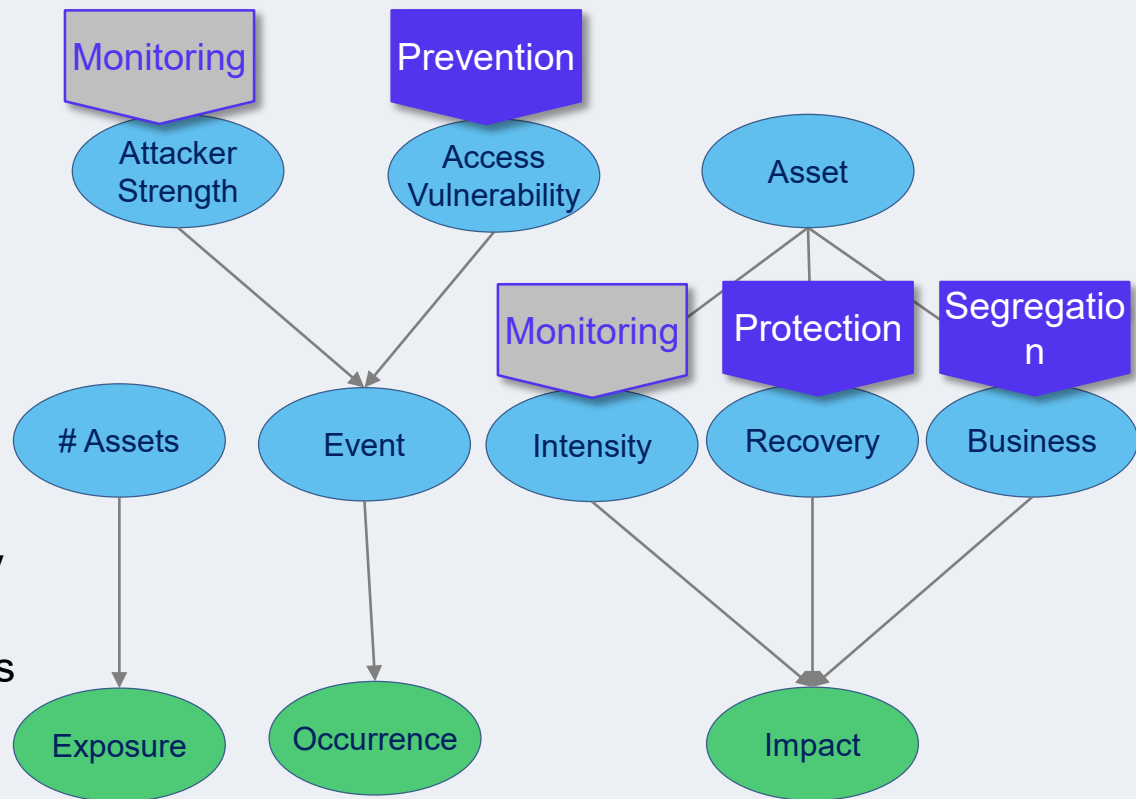 Monitoring
Prevention
Attacker
Strength
Access
Vulnerability
Asset
Monitoring
Protection
Segregatio
n
# Assets
Event
Intensity
Recovery
Business
s
Exposure
Occurrence
Impact